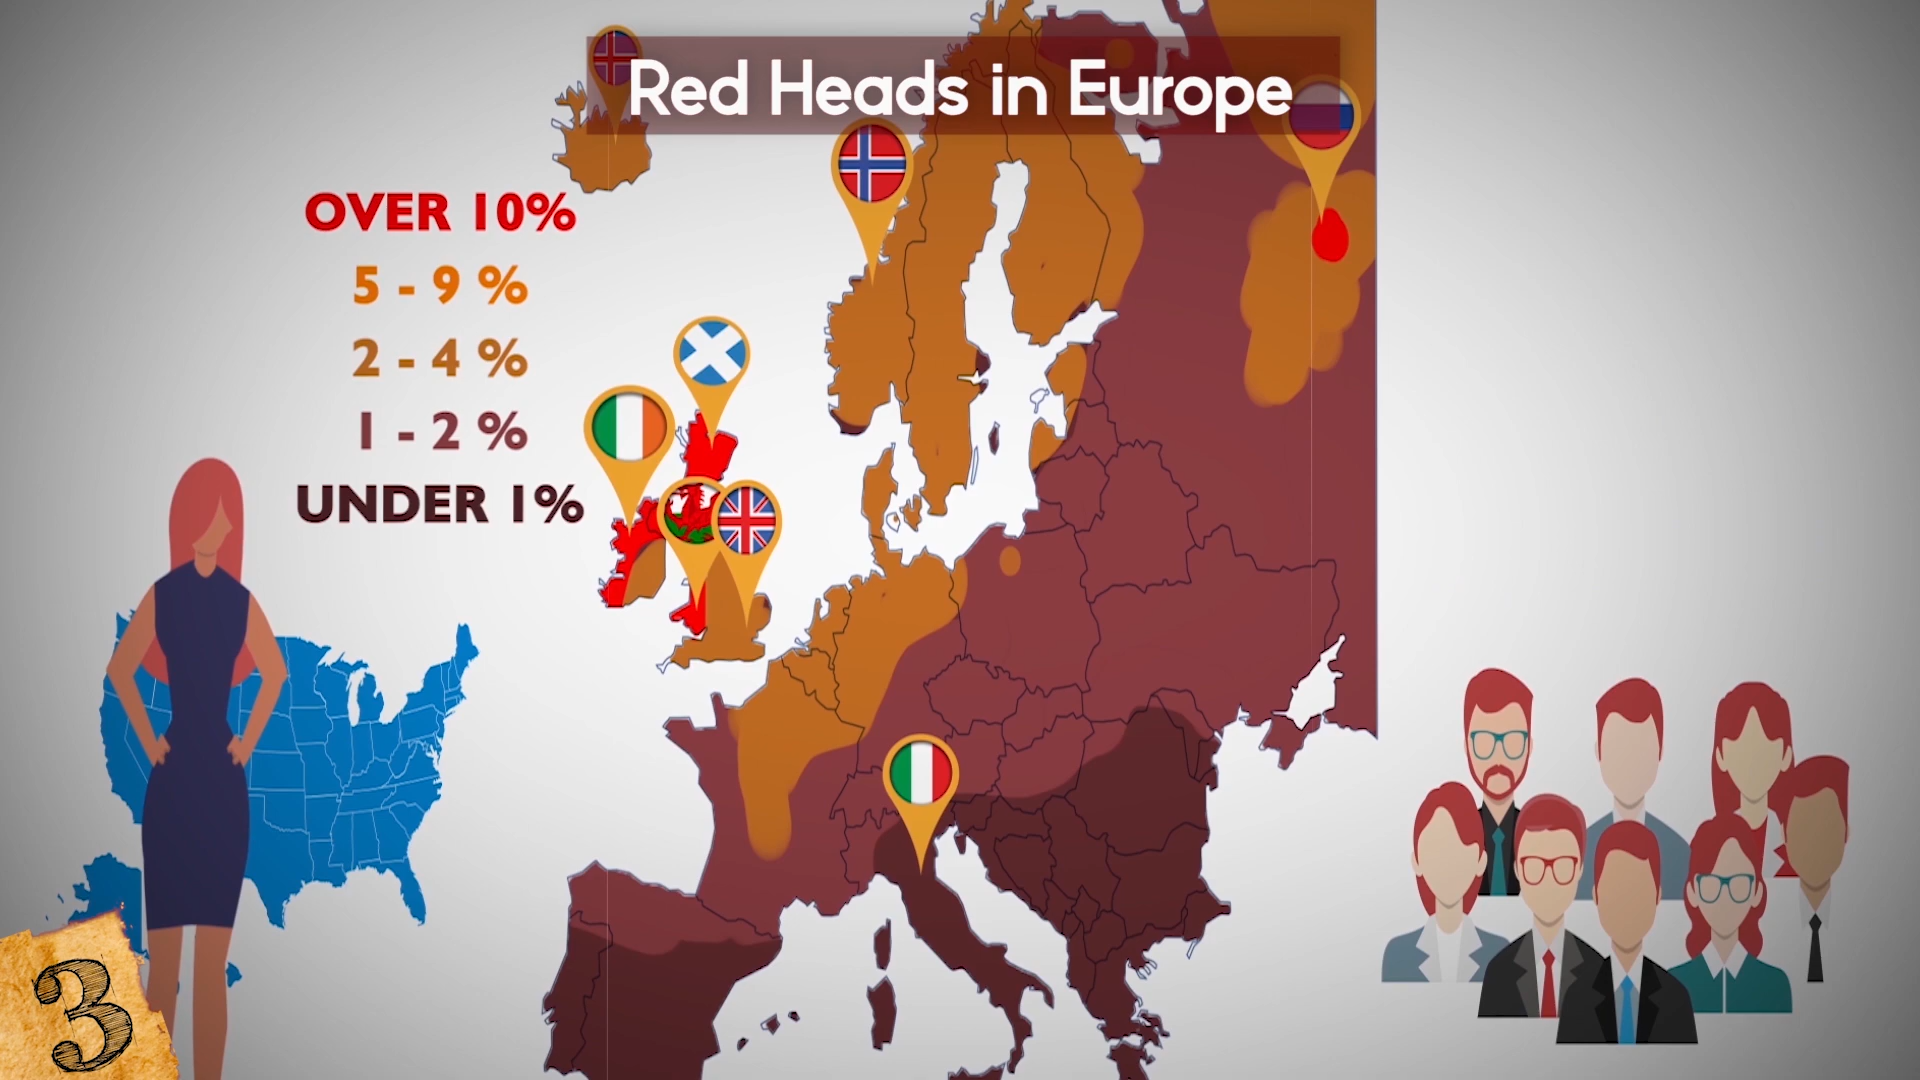 Red Heads in Europe
OVER 10%
5 - 9 %
2 - 4 %
1 - 2 %
UNDER 1%
3